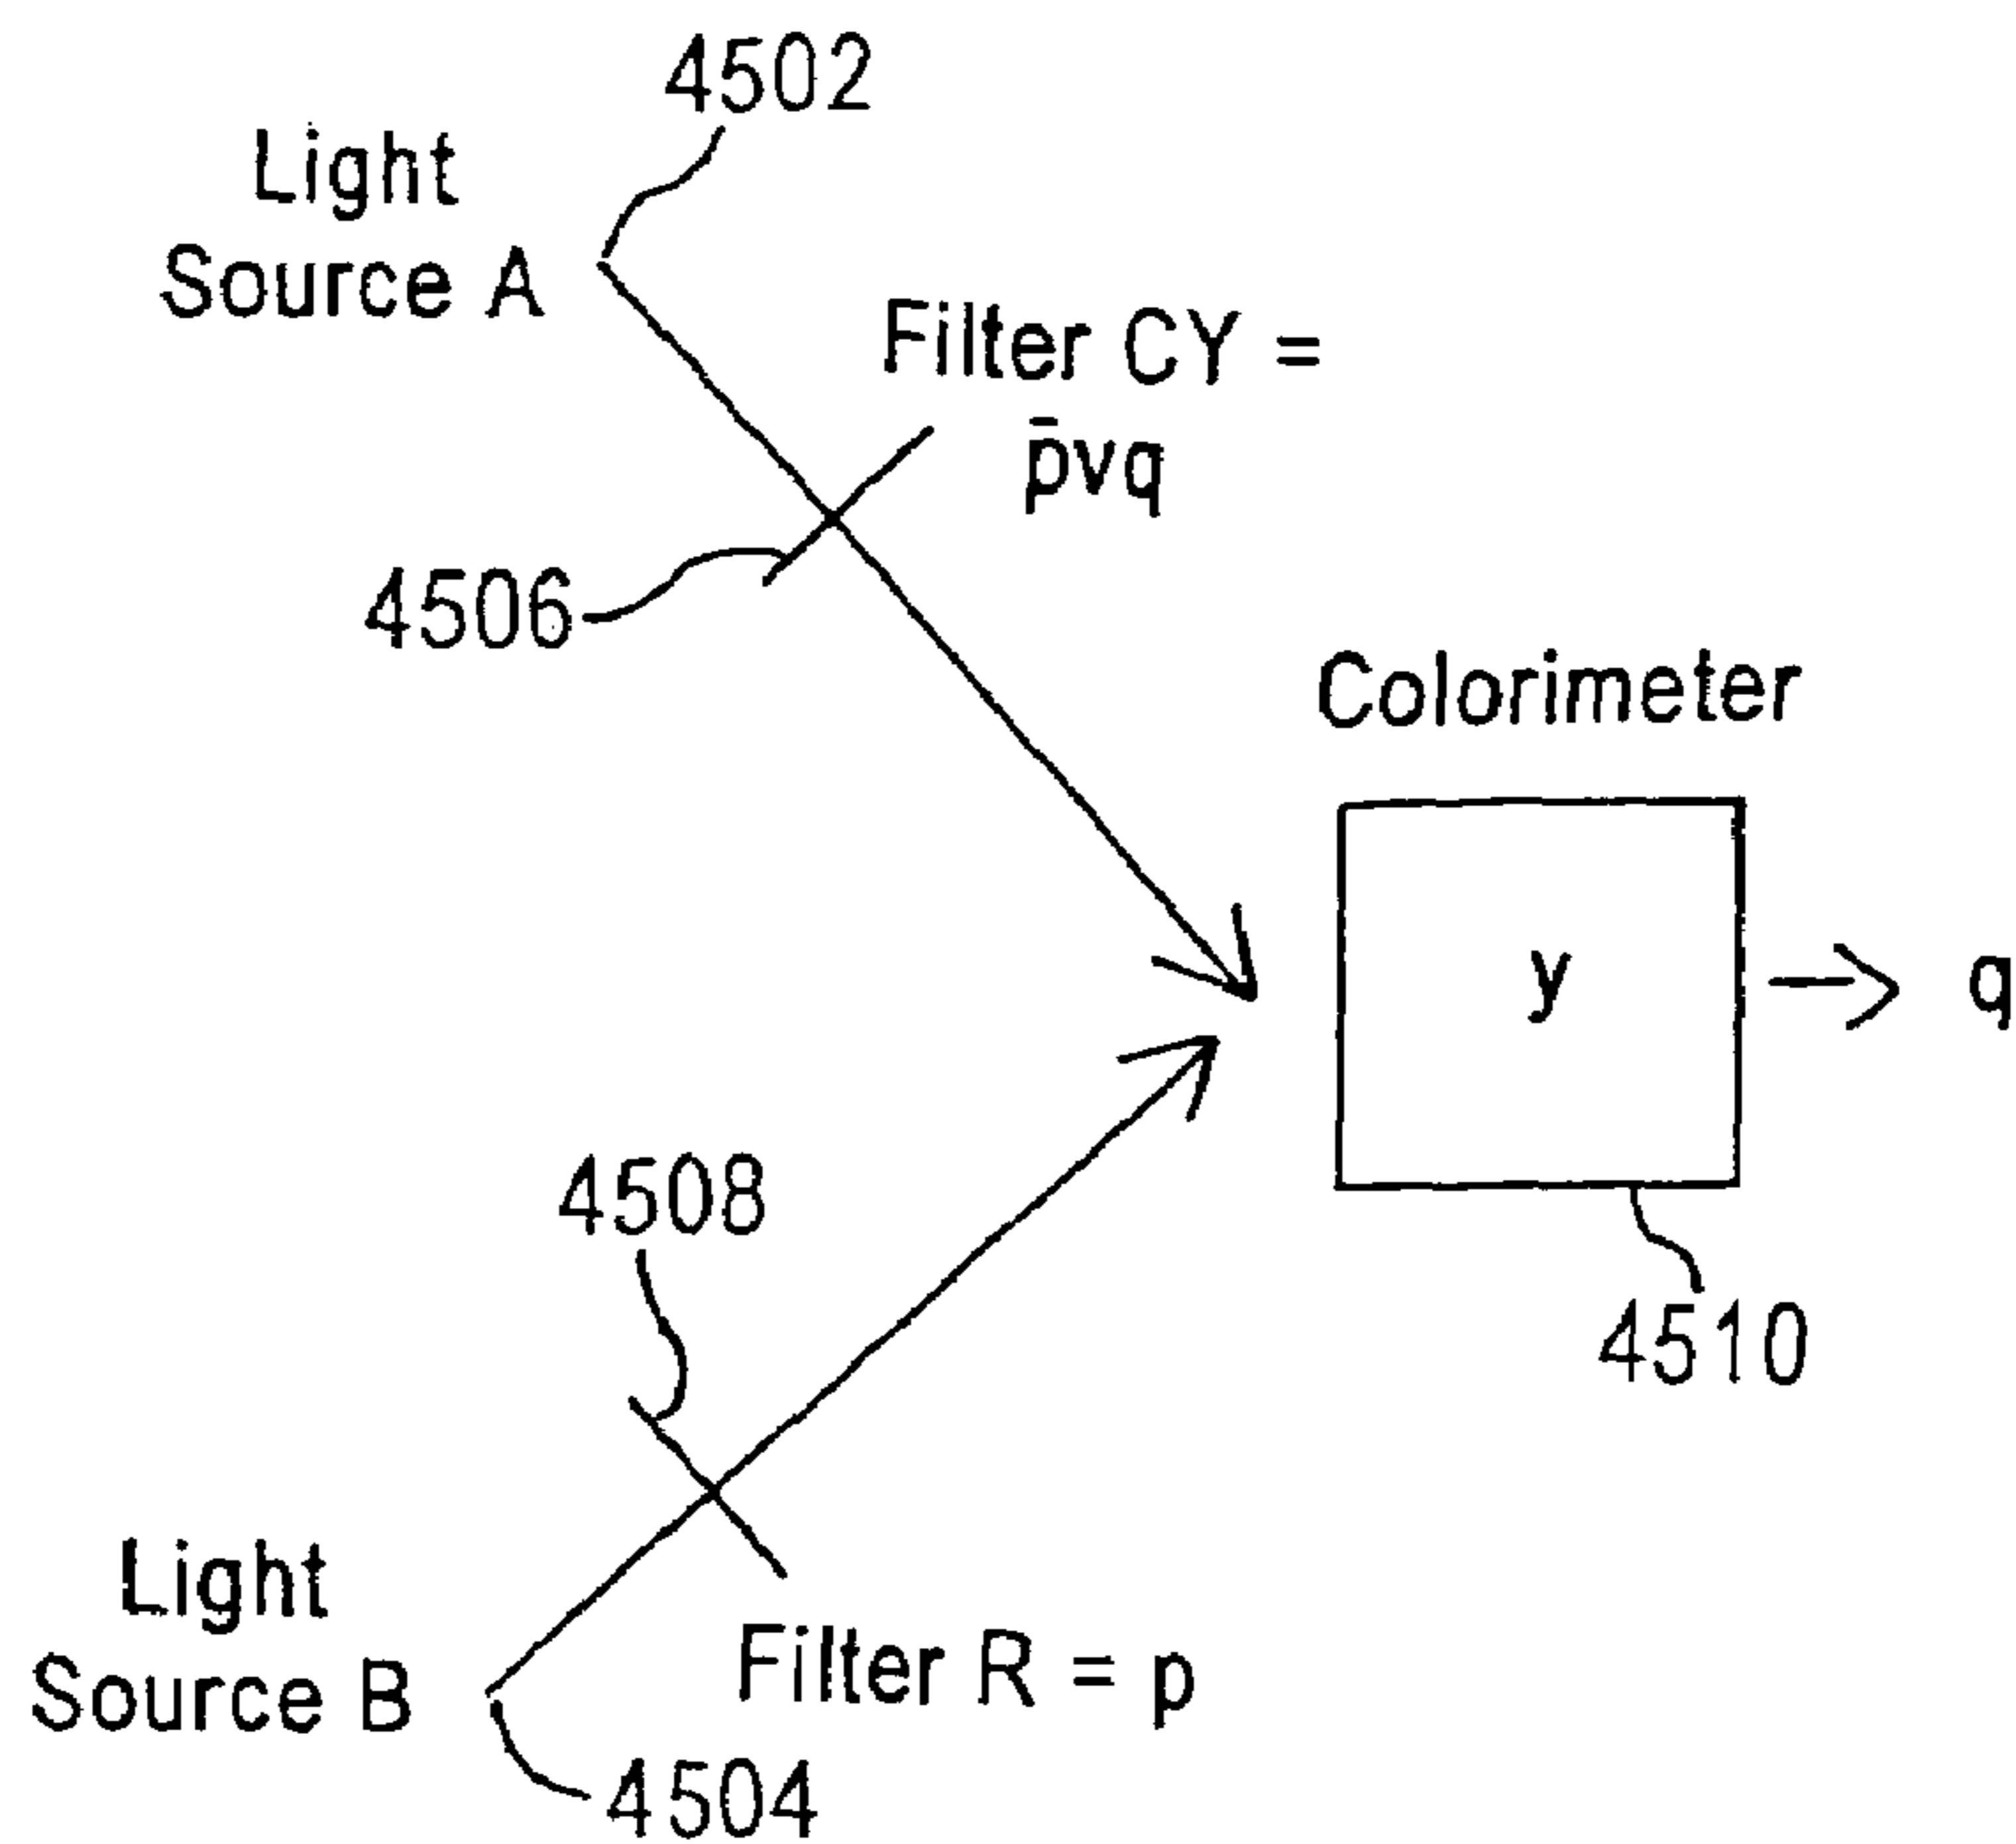 4502
Light
Source A
Filter CY =
p̄vq
4506
Colorimeter
y
q
4508
4510
Light
Source B
Filter R = p
4504